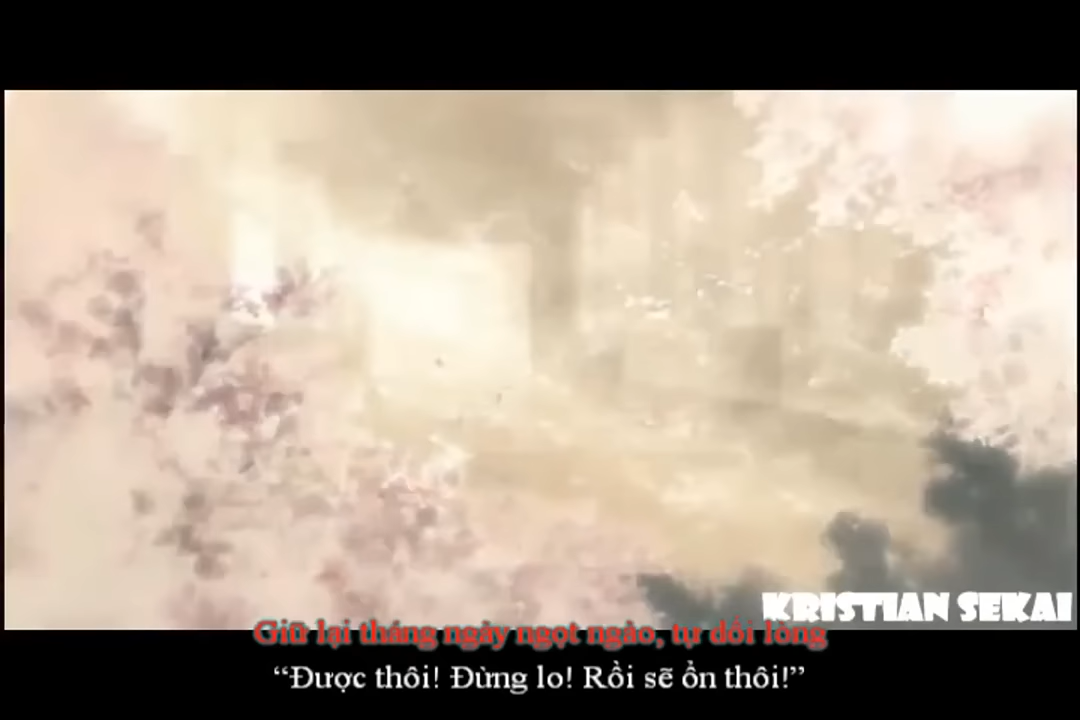 KRISTIAN SEKAI
Giữ lại tháng ngày ngọt ngào, tự dối lòng
“Được thôi! Đừng lo! Rồi sẽ ổn thôi!”